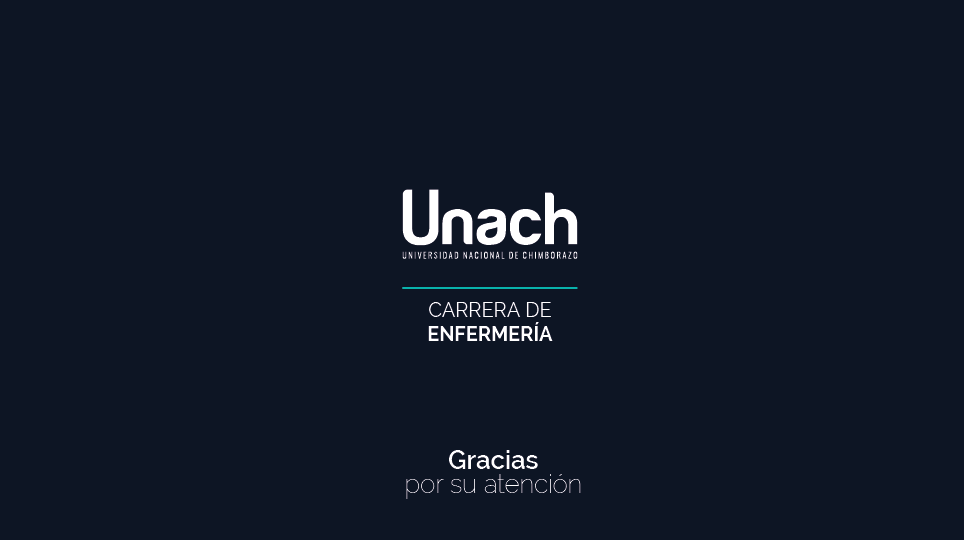 Unach
UNIVERSIDAD NACIONAL DE CHIMBORAZO
CARRERA DE
ENFERMERÍA
Gracias
por su atención